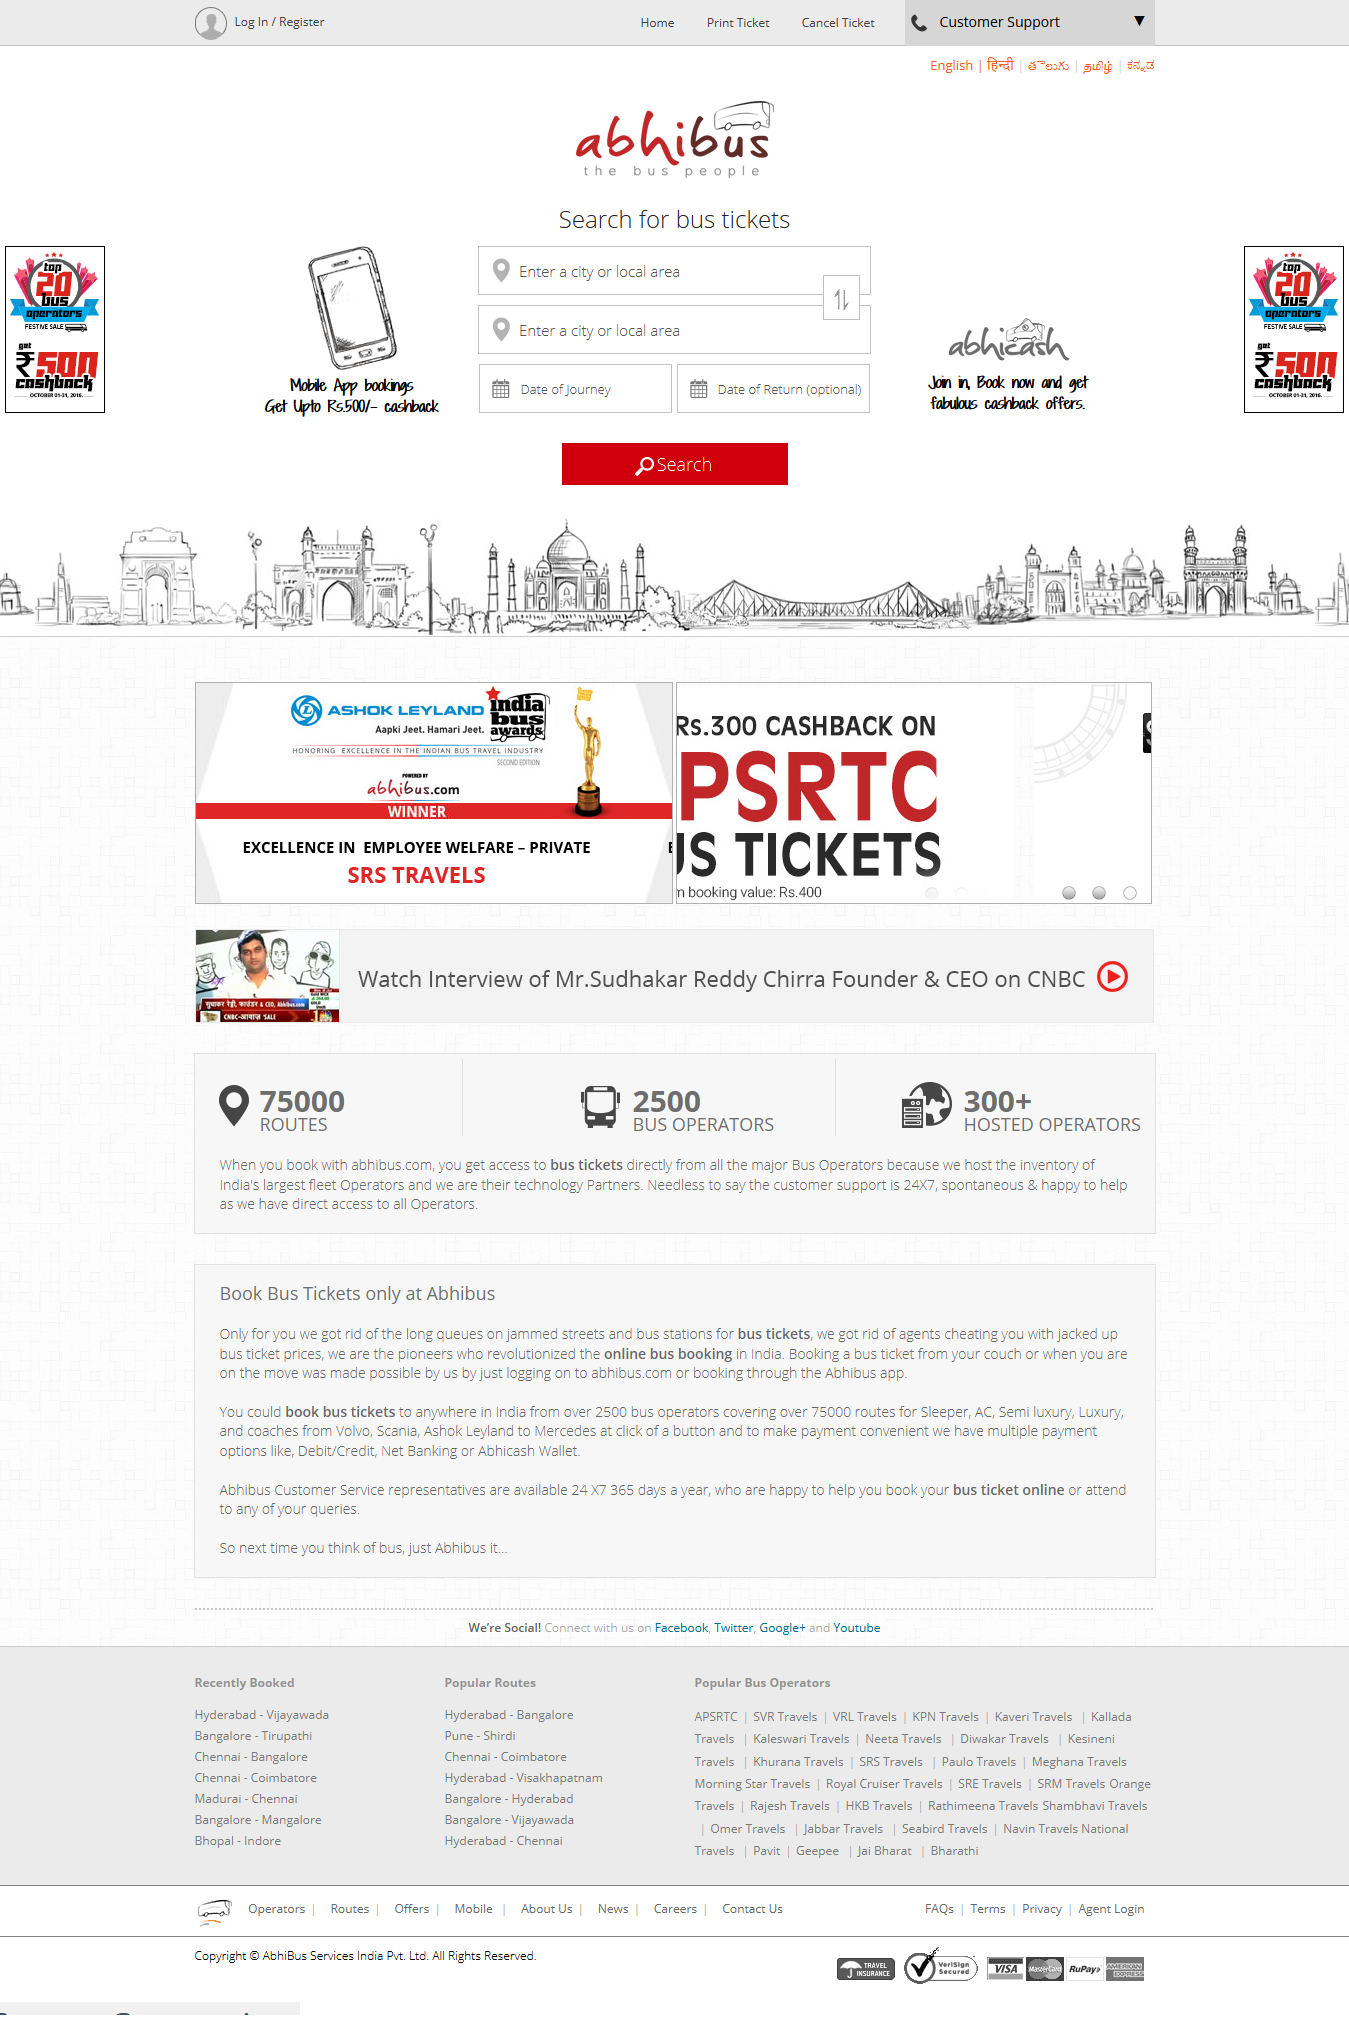 Log In / Register
Home
Print Ticket
Cancel Ticket
Customer Support
English | हिन्दी | తెలుగు | தமிழ் | ಕನ್ನಡ
abhibus
the bus people
Search for bus tickets
top
20
bus
operators
FESTIVE SALE
get
₹500
cashback
OCTOBER 01-31, 2016.
Mobile App bookings
Get Upto Rs.500/- cashback
Enter a city or local area
Enter a city or local area
Date of Journey
Date of Return (optional)
abhicash
Join in, Book now and get
fabulous cashback offers.
top
20
bus
operators
FESTIVE SALE
get
₹500
cashback
OCTOBER 01-31, 2016.
Search
ASHOK LEYLAND
Aapki Jeet. Hamari Jeet.
india
bus
awards
HONORING EXCELLENCE IN THE INDIAN BUS TRAVEL INDUSTRY
SECOND EDITION
POWERED BY
abhibus.com
WINNER
EXCELLENCE IN EMPLOYEE WELFARE – PRIVATE
SRS TRAVELS
Rs.300 CASHBACK ON
PSRTC
US TICKETS
booking value: Rs.400
सुधाकर रेड्डी, फाउंडर & CEO, Abhibus.com
CNBC-आवाज़ SALE
Watch Interview of Mr.Sudhakar Reddy Chirra Founder & CEO on CNBC
75000
ROUTES
2500
BUS OPERATORS
300+
HOSTED OPERATORS
When you book with abhibus.com, you get access to bus tickets directly from all the major Bus Operators because we host the inventory of
India's largest fleet Operators and we are their technology Partners. Needless to say the customer support is 24X7, spontaneous & happy to help
as we have direct access to all Operators.
Book Bus Tickets only at Abhibus
Only for you we got rid of the long queues on jammed streets and bus stations for bus tickets, we got rid of agents cheating you with jacked up
bus ticket prices, we are the pioneers who revolutionized the online bus booking in India. Booking a bus ticket from your couch or when you are
on the move was made possible by us by just logging on to abhibus.com or booking through the Abhibus app.
You could book bus tickets to anywhere in India from over 2500 bus operators covering over 75000 routes for Sleeper, AC, Semi luxury, Luxury,
and coaches from Volvo, Scania, Ashok Leyland to Mercedes at click of a button and to make payment convenient we have multiple payment
options like, Debit/Credit, Net Banking or Abhicash Wallet.
Abhibus Customer Service representatives are available 24 X7 365 days a year, who are happy to help you book your bus ticket online or attend
to any of your queries.
So next time you think of bus, just Abhibus it...
We're Social! Connect with us on Facebook, Twitter, Google+ and Youtube
Recently Booked
Hyderabad - Vijayawada
Bangalore - Tirupathi
Chennai - Bangalore
Chennai - Coimbatore
Madurai - Chennai
Bangalore - Mangalore
Bhopal - Indore
Popular Routes
Hyderabad - Bangalore
Pune - Shirdi
Chennai - Coimbatore
Hyderabad - Visakhapatnam
Bangalore - Hyderabad
Bangalore - Vijayawada
Hyderabad - Chennai
Popular Bus Operators
APSRTC | SVR Travels | VRL Travels | KPN Travels | Kaveri Travels | Kallada
Travels | Kaleswari Travels | Neeta Travels | Diwakar Travels | Kesineni
Travels | Khurana Travels | SRS Travels | Paulo Travels | Meghana Travels
Morning Star Travels | Royal Cruiser Travels | SRE Travels | SRM Travels Orange
Travels | Rajesh Travels | HKB Travels | Rathimeena Travels Shambhavi Travels
| Omer Travels | Jabbar Travels | Seabird Travels | Navin Travels National
Travels | Pavit | Geepee | Jai Bharat | Bharathi
Operators | Routes | Offers | Mobile | About Us | News | Careers | Contact Us
FAQs | Terms | Privacy | Agent Login
Copyright © AbhiBus Services India Pvt. Ltd. All Rights Reserved.
TRAVEL
INSURANCE
VeriSign
Secured
VISA
MasterCard
RuPay
AMERICAN
EXPRESS